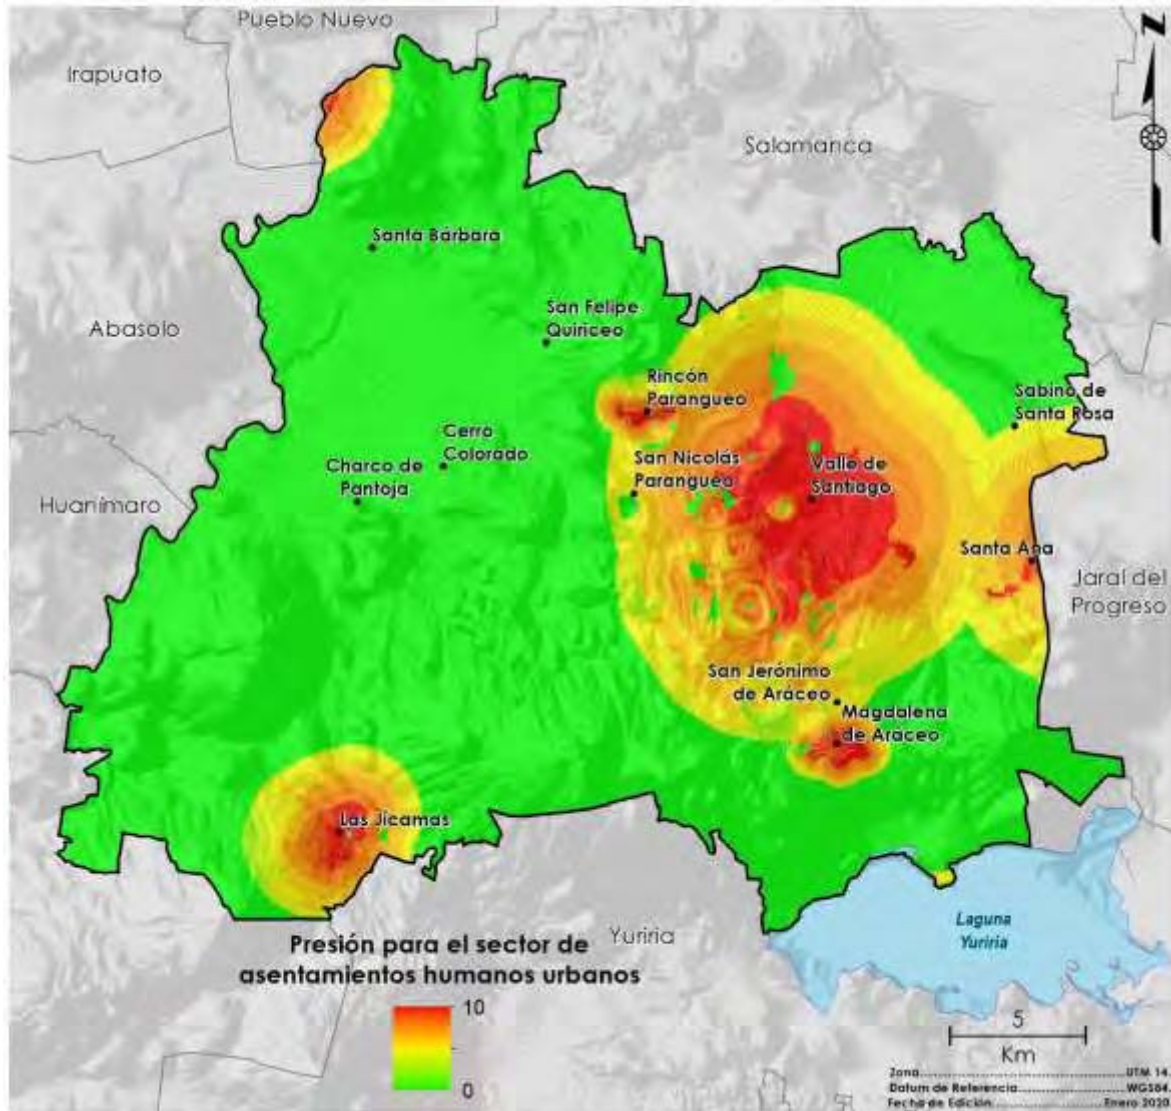 Pueblo Nuevo
Irapuato
Z
Salamanca
Santa Bárbara
Abasolo
San Felipe
Quiriceo
Rincón
Parangueo
Sabino de
Santa Rosa
Cerro
Colorado
San Nicolás
Parangueo
Valle de
Santiago
Charco de
Pantoja
Huanímaro
Santa Ana
Jaral del
Progreso
San Jerónimo
de Aráceo
Magdalena
de Aráceo
Las Jícamas
Laguna
Yuriria
Yuriria
Presión para el sector de
asentamientos humanos urbanos
10
0
5
Km
Zona....................UTM 14.
Datum de Referencia....................WGS84.
Fecha de Edición....................Enero 2020